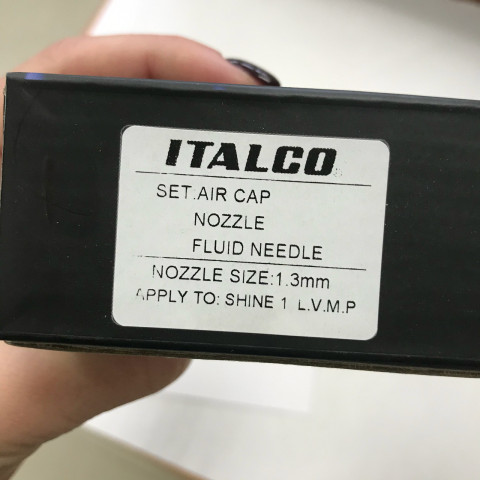 ITALCO
SET.AIR CAP
NOZZLE
FLUID NEEDLE
NOZZLE SIZE:1.3mm
APPLY TO: SHINE 1 L.V.M.P